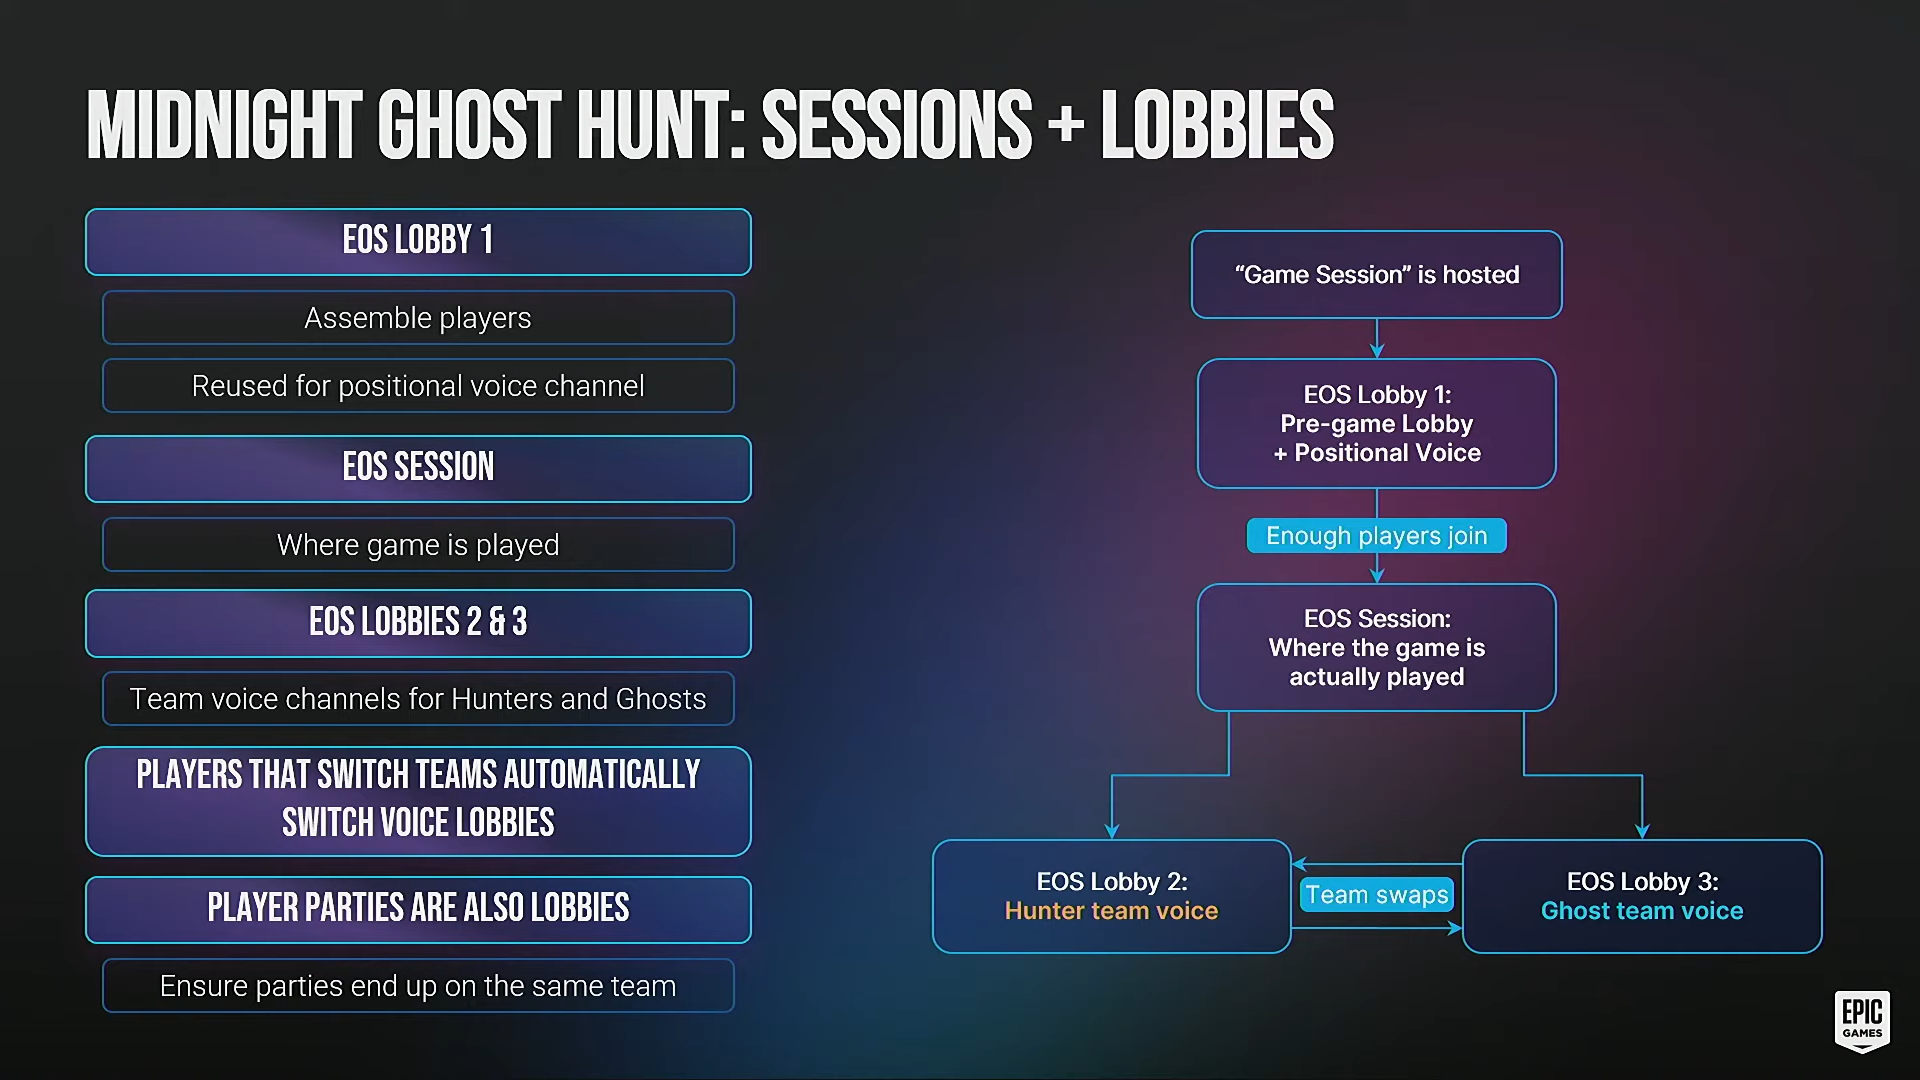 MIDNIGHT GHOST HUNT: SESSIONS + LOBBIES
EOS LOBBY 1
Assemble players
Reused for positional voice channel
EOS SESSION
Where game is played
EOS LOBBIES 2 & 3
Team voice channels for Hunters and Ghosts
PLAYERS THAT SWITCH TEAMS AUTOMATICALLY
SWITCH VOICE LOBBIES
PLAYER PARTIES ARE ALSO LOBBIES
Ensure parties end up on the same team
“Game Session” is hosted
EOS Lobby 1:
Pre-game Lobby
+ Positional Voice
Enough players join
EOS Session:
Where the game is
actually played
EOS Lobby 2:
Hunter team voice
Team swaps
EOS Lobby 3:
Ghost team voice
EPIC
GAMES